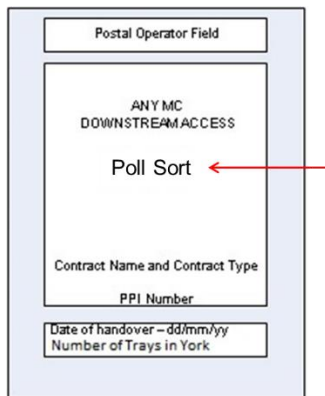 Postal Operator Field
ANY MC
DOWNSTREAM ACCESS
Poll Sort
Contract Name and Contract Type
PPI Number
Date of handover – dd/mm/yy
Number of Trays in York